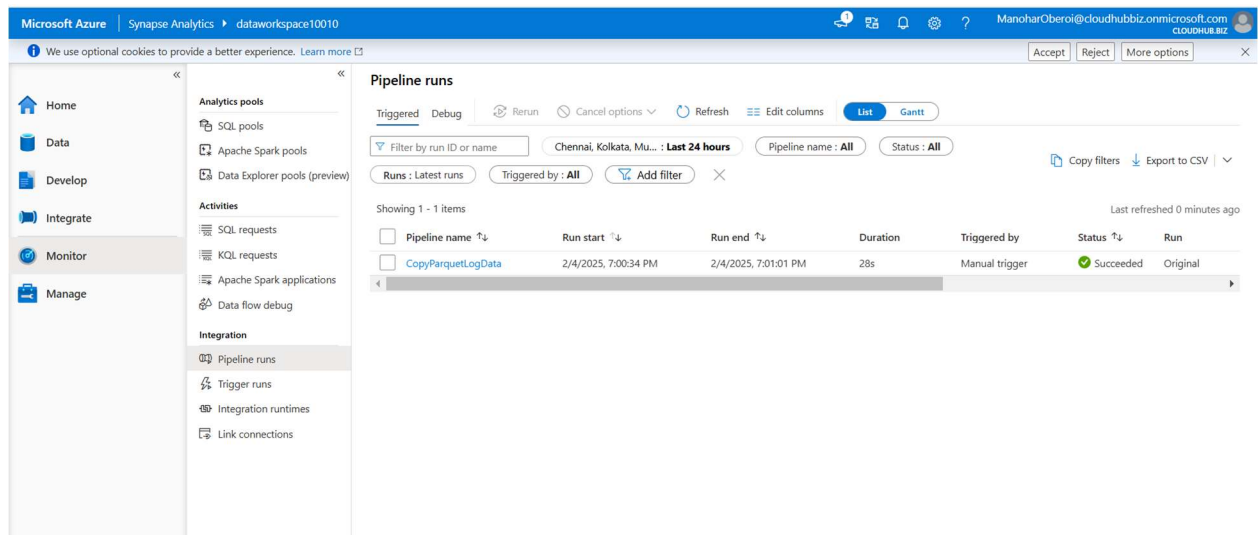 Microsoft Azure | Synapse Analytics ▸ dataworkspace10010
1
ManoharOberoi@cloudhubbiz.onmicrosoft.com
CLOUDHUB.BIZ
We use optional cookies to provide a better experience. Learn more
Accept Reject More options
Home
Data
Develop
Integrate
Monitor
Manage
Analytics pools
SQL pools
Apache Spark pools
Data Explorer pools (preview)
Activities
SQL requests
KQL requests
Apache Spark applications
Data flow debug
Integration
Pipeline runs
Trigger runs
Integration runtimes
Link connections
Pipeline runs
Triggered Debug Rerun Cancel options Refresh Edit columns List Gantt
Filter by run ID or name Chennai, Kolkata, Mu... : Last 24 hours Pipeline name : All Status : All
Runs : Latest runs Triggered by : All Add filter
Copy filters Export to CSV
Showing 1 - 1 items Last refreshed 0 minutes ago
Pipeline name Run start Run end Duration Triggered by Status Run
CopyParquetLogData 2/4/2025, 7:00:34 PM 2/4/2025, 7:01:01 PM 28s Manual trigger Succeeded Original